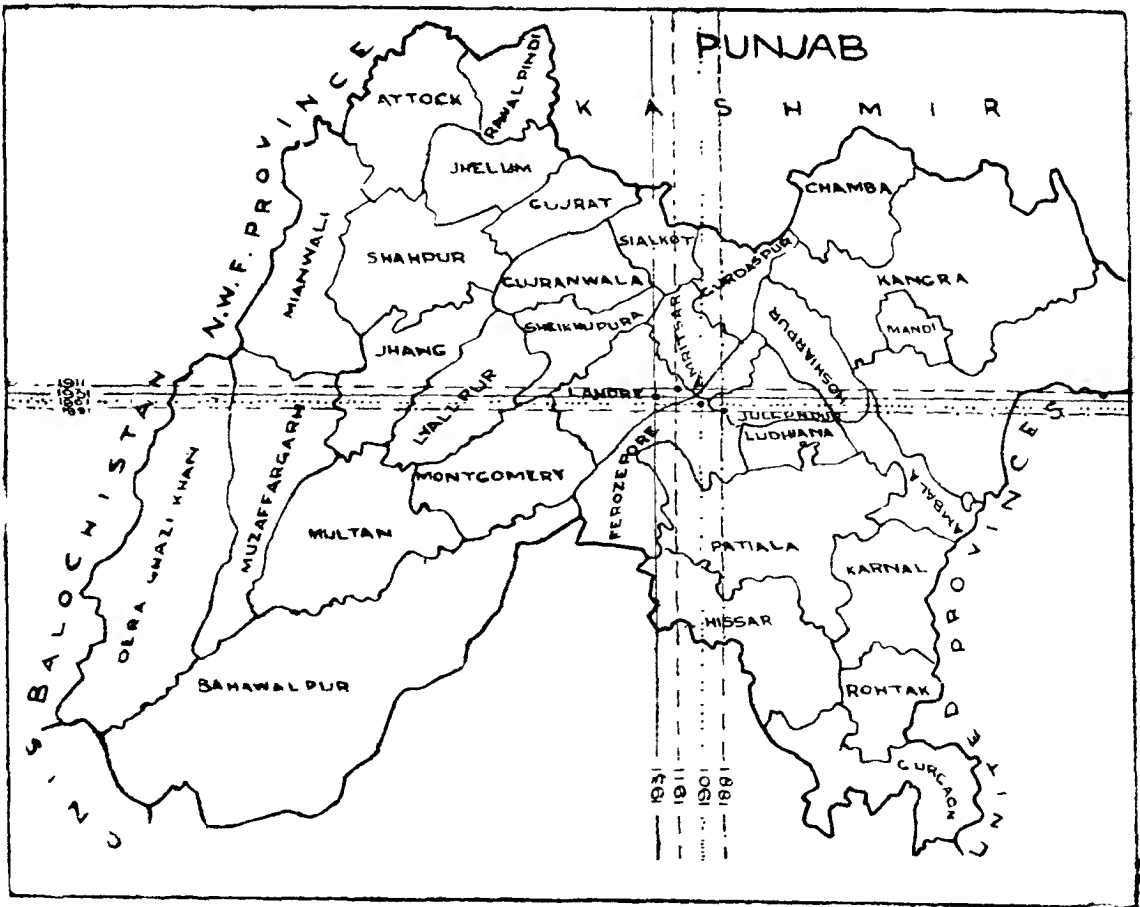 PUNJAB
KASHMIR
N.W.F. PROVINCE
ATTOCK
RAWALPINDI
JHELUM
GUJRAT
CHAMBA
MIANWALI
SHAHPUR
SIALKOT
GURDASPUR
GUJRANWALA
KANGRA
SHEIKHUPURA
AMRITSAR
MANDI
JHANG
HOSHIARPUR
LYALLPUR
LAHORE
JULLUNDUR
LUDHIANA
BALOCHISTAN
DERA GHAZI KHAN
MUZAFFARGARH
MONTGOMERY
FEROZEPORE
AMBALA
MULTAN
PATIALA
KARNAL
UNITED PROVINCES
HISSAR
BAHAWALPUR
ROHTAK
GURGAON
SIND
1931
1911
1901
1881